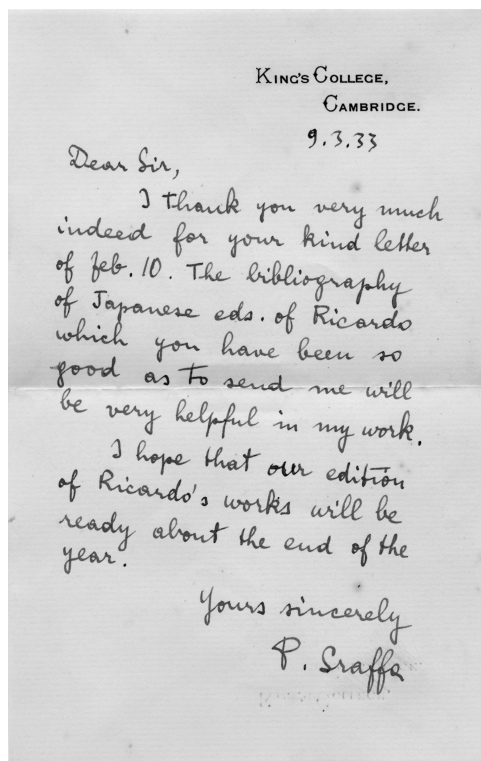 KING'S COLLEGE,
CAMBRIDGE.
9.3.33
Dear Sir,
I thank you very much
indeed for your kind letter
of Feb. 10. The bibliography
of Japanese eds. of Ricardo
which you have been so
good as to send me will
be very helpful in my work.
I hope that our edition
of Ricardo's works will be
ready about the end of the
year.
Yours sincerely
P. Sraffa